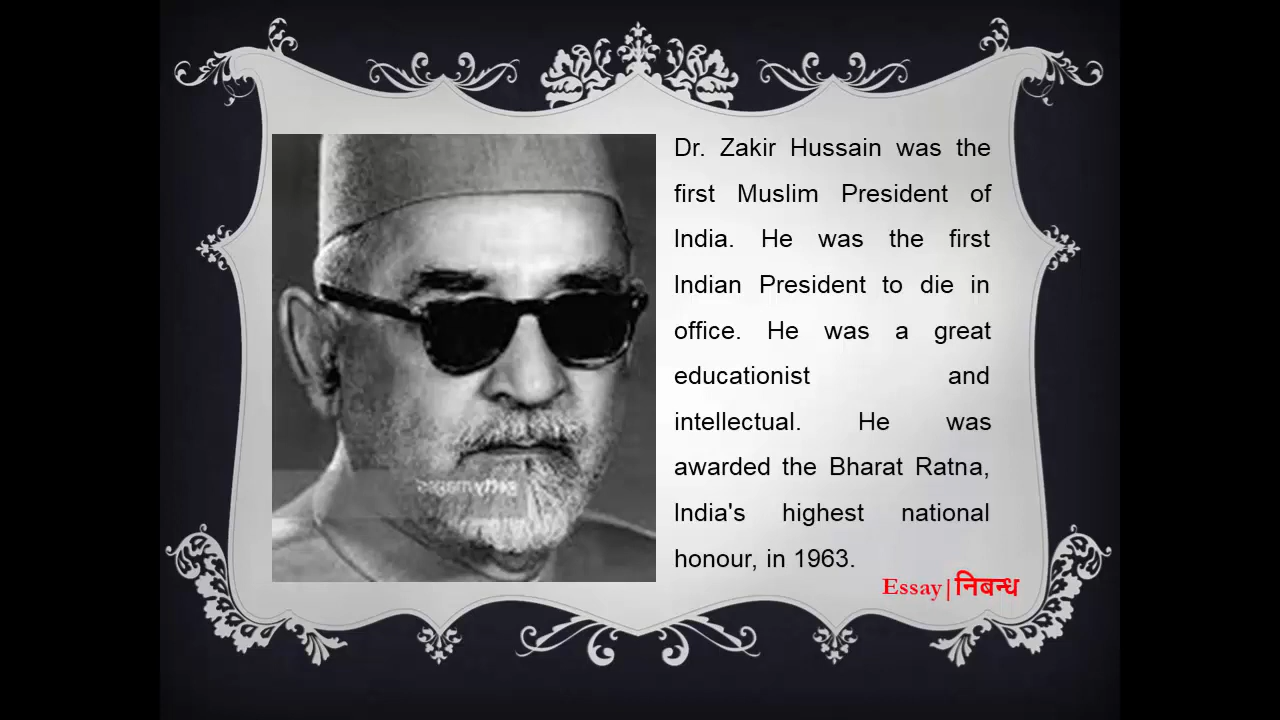 Dr. Zakir Hussain was the
first Muslim President of
India. He was the first
Indian President to die in
office. He was a great
educationist and
intellectual. He was
awarded the Bharat Ratna,
India's highest national
honour, in 1963.
Essay|निबन्ध